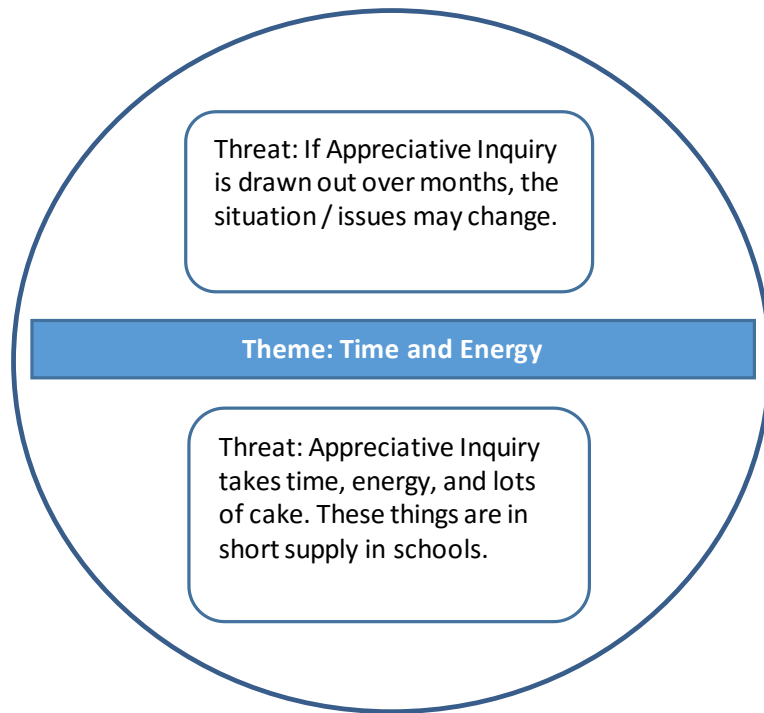 Threat: If Appreciative Inquiry
is drawn out over months, the
situation / issues may change.
Theme: Time and Energy
Threat: Appreciative Inquiry
takes time, energy, and lots
of cake. These things are in
short supply in schools.